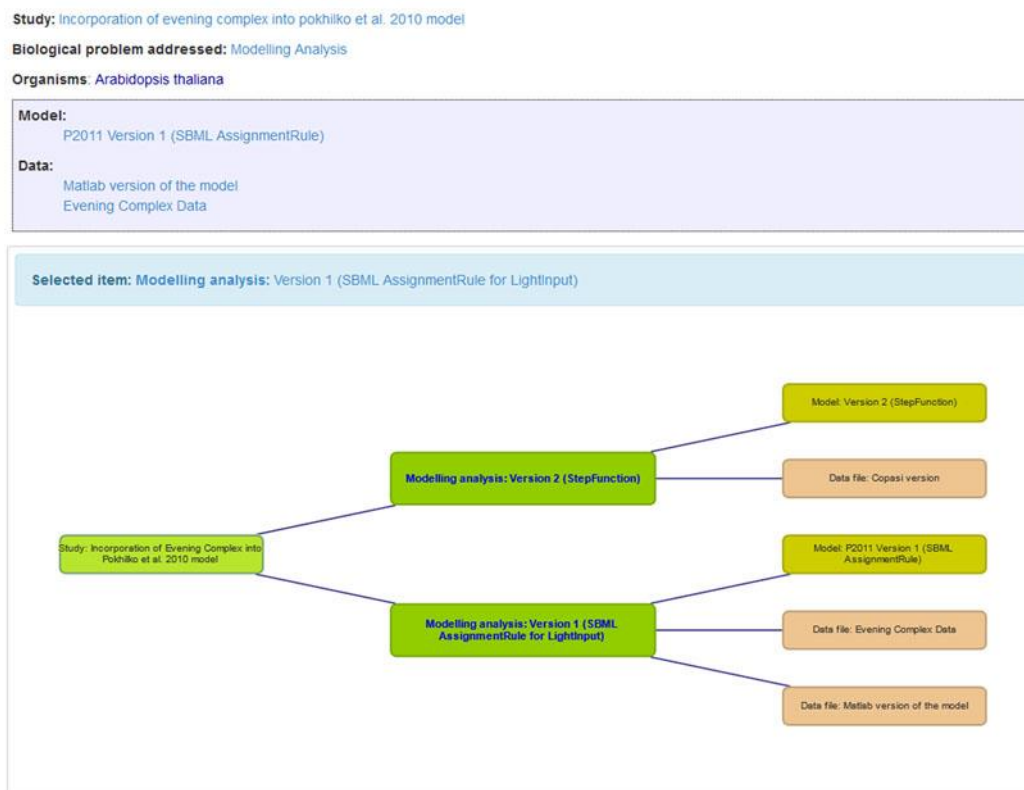 Study: Incorporation of evening complex into pokhilko et al. 2010 model
Biological problem addressed: Modelling Analysis
Organisms: Arabidopsis thaliana
Model:
P2011 Version 1 (SBML AssignmentRule)
Data:
Matlab version of the model
Evening Complex Data
Selected item: Modelling analysis: Version 1 (SBML AssignmentRule for LightInput)
Model: Version 2 (StepFunction)
Modelling analysis: Version 2 (StepFunction)
Data file: Copasi version
Study: Incorporation of Evening Complex into
Pokhilko et al. 2010 model
Model: P2011 Version 1 (SBML
AssignmentRule)
Modelling analysis: Version 1 (SBML
AssignmentRule for LightInput)
Data file: Evening Complex Data
Data file: Matlab version of the model